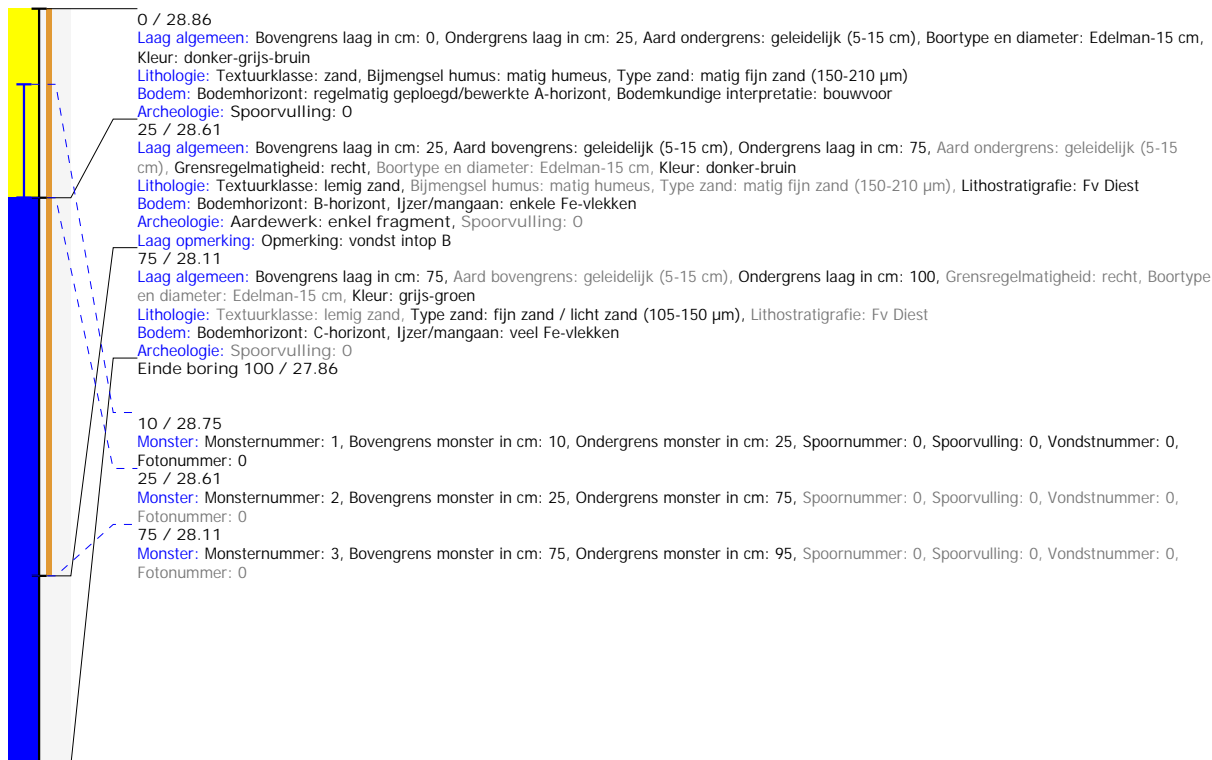 0 / 28.86
Laag algemeen: Bovengrens laag in cm: 0, Ondergrens laag in cm: 25, Aard ondergrens: geleidelijk (5-15 cm), Boortype en diameter: Edelman-15 cm,
Kleur: donker-grijs-bruin
Lithologie: Textuurklasse: zand, Bijmengsel humus: matig humeus, Type zand: matig fijn zand (150-210 µm)
Bodem: Bodemhorizont: regelmatig geploegd/bewerkte A-horizont, Bodemkundige interpretatie: bouwvoor
Archeologie: Spoorvulling: 0
25 / 28.61
Laag algemeen: Bovengrens laag in cm: 25, Aard bovengrens: geleidelijk (5-15 cm), Ondergrens laag in cm: 75, Aard ondergrens: geleidelijk (5-15
cm), Grensregelmatigheid: recht, Boortype en diameter: Edelman-15 cm, Kleur: donker-bruin
Lithologie: Textuurklasse: lemig zand, Bijmengsel humus: matig humeus, Type zand: matig fijn zand (150-210 µm), Lithostratigrafie: Fv Diest
Bodem: Bodemhorizont: B-horizont, Ijzer/mangaan: enkele Fe-vlekken
Archeologie: Aardewerk: enkel fragment, Spoorvulling: 0
Laag opmerking: Opmerking: vondst intop B
75 / 28.11
Laag algemeen: Bovengrens laag in cm: 75, Aard bovengrens: geleidelijk (5-15 cm), Ondergrens laag in cm: 100, Grensregelmatigheid: recht, Boortype
en diameter: Edelman-15 cm, Kleur: grijs-groen
Lithologie: Textuurklasse: lemig zand, Type zand: fijn zand / licht zand (105-150 µm), Lithostratigrafie: Fv Diest
Bodem: Bodemhorizont: C-horizont, Ijzer/mangaan: veel Fe-vlekken
Archeologie: Spoorvulling: 0
Einde boring 100 / 27.86
10 / 28.75
Monster: Monsternummer: 1, Bovengrens monster in cm: 10, Ondergrens monster in cm: 25, Spoornummer: 0, Spoorvulling: 0, Vondstnummer: 0,
Fotonummer: 0
25 / 28.61
Monster: Monsternummer: 2, Bovengrens monster in cm: 25, Ondergrens monster in cm: 75, Spoornummer: 0, Spoorvulling: 0, Vondstnummer: 0,
Fotonummer: 0
75 / 28.11
Monster: Monsternummer: 3, Bovengrens monster in cm: 75, Ondergrens monster in cm: 95, Spoornummer: 0, Spoorvulling: 0, Vondstnummer: 0,
Fotonummer: 0